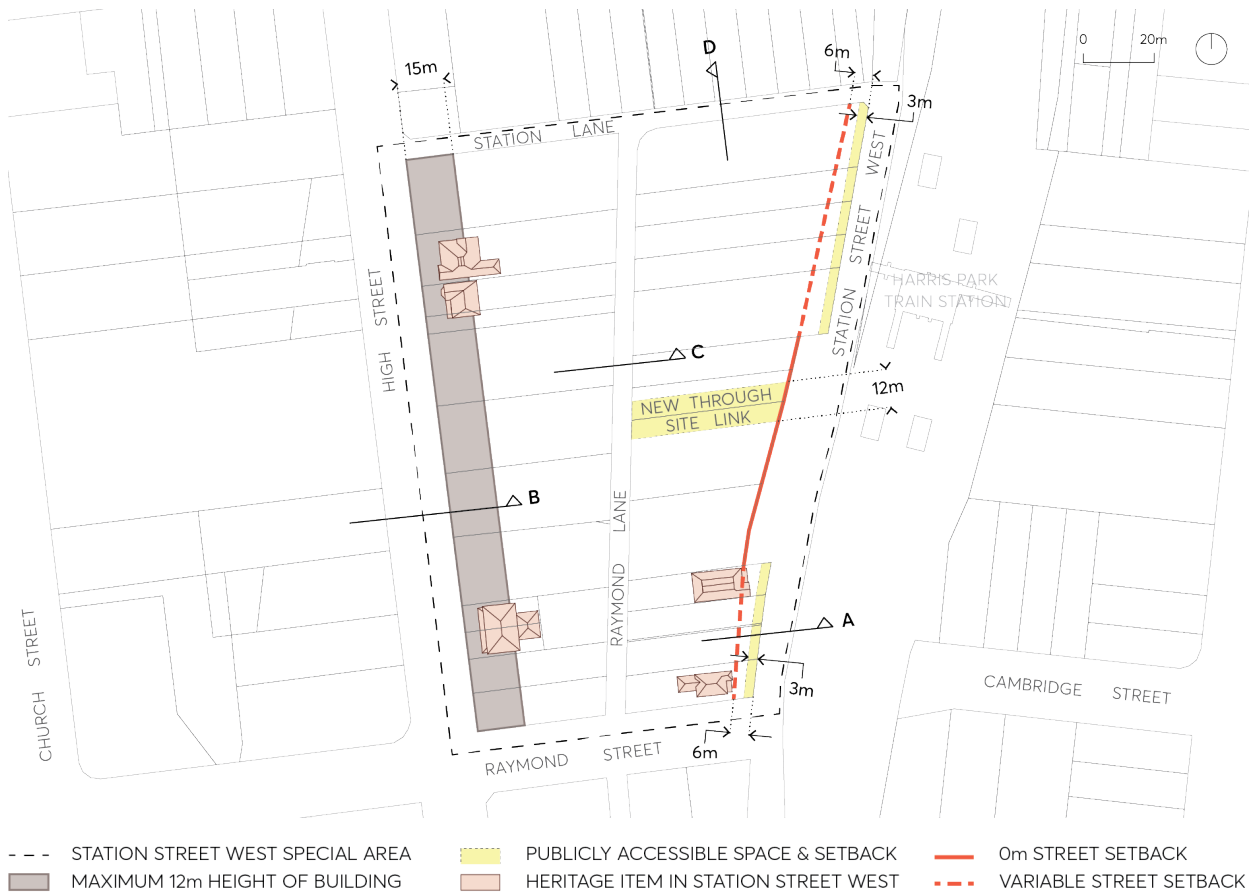 D
6m
0 20m
15m
3m
STATION LANE
STATION STREET WEST
HIGH STREET
HARRIS PARK
TRAIN STATION
C
12m
NEW THROUGH
SITE LINK
B
RAYMOND LANE
A
3m
CAMBRIDGE STREET
CHURCH STREET
6m
RAYMOND STREET
STATION STREET WEST SPECIAL AREA
PUBLICLY ACCESSIBLE SPACE & SETBACK
0m STREET SETBACK
MAXIMUM 12m HEIGHT OF BUILDING
HERITAGE ITEM IN STATION STREET WEST
VARIABLE STREET SETBACK